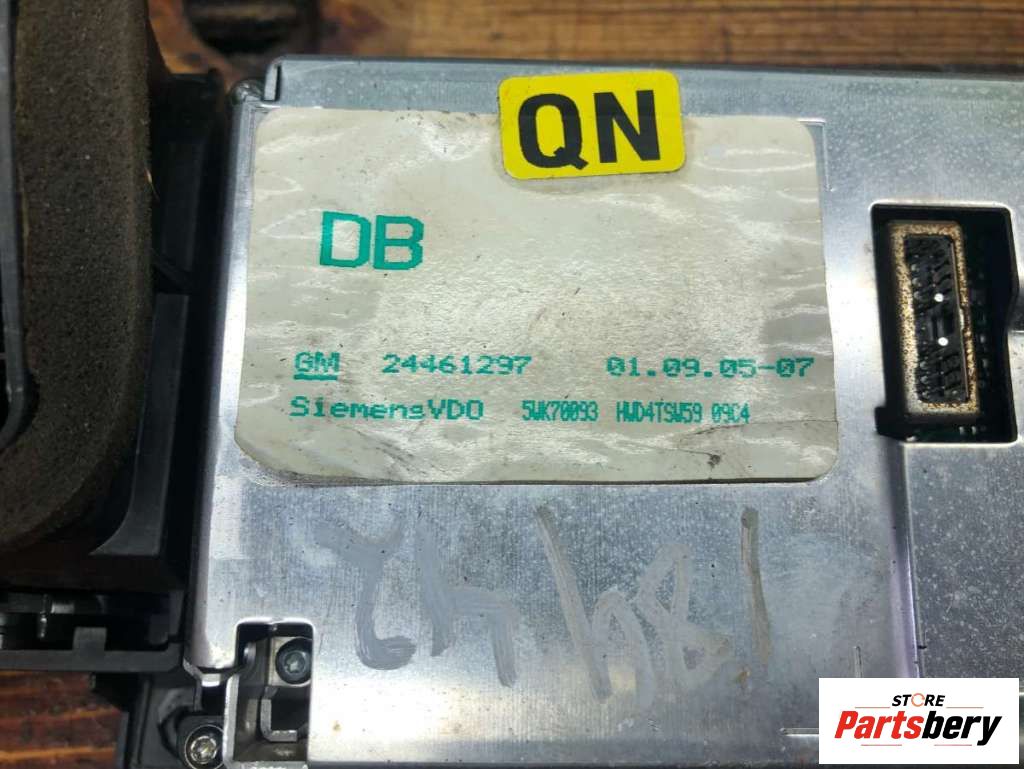 QN
DB
GM 24461297 01.09.05-07
SiemensVDO 5WK70093 HWD4TSW59 09C4
STORE
Partsbery